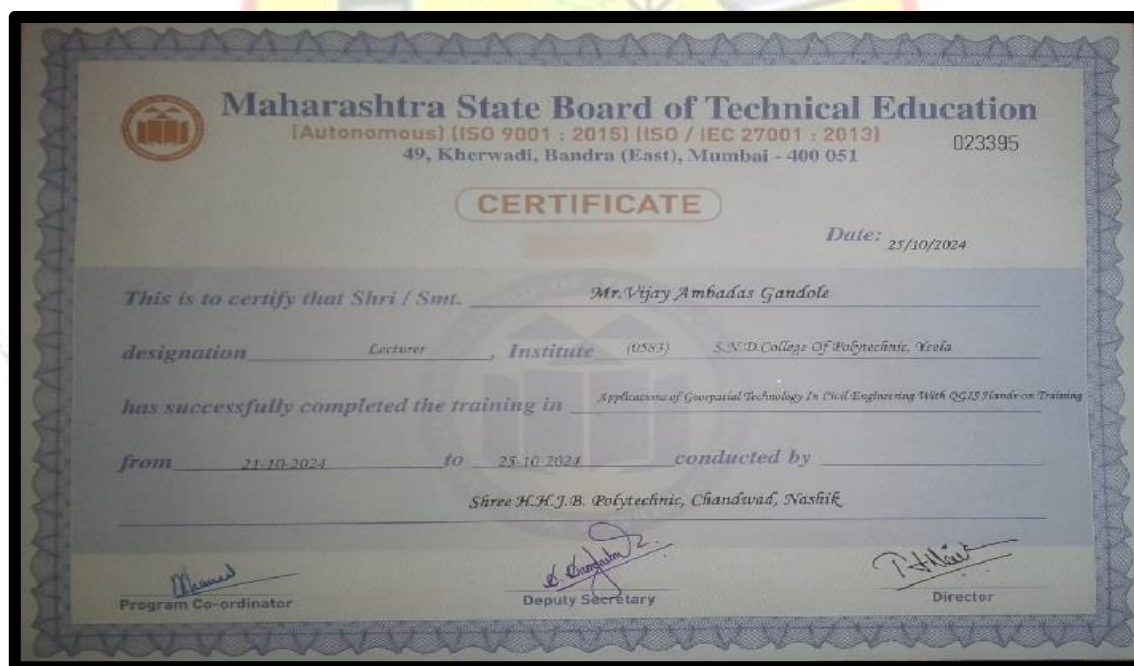 Maharashtra State Board of Technical Education
(Autonomous) (ISO 9001 : 2015) (ISO / IEC 27001 : 2013)
49, Kherwadi, Bandra (East), Mumbai - 400 051
023395
CERTIFICATE
Date: 25/10/2024
This is to certify that Shri / Smt. Mr. Vijay Ambadas Gandole
designation Lecturer , Institute (0583) S.N.D.College Of Polytechnic, Yeola
has successfully completed the training in Applications of Geospatial Technology In Civil Engineering With QGIS Hands-on Training
from 21-10-2024 to 25-10-2024 conducted by
Shree H.H.J.B. Polytechnic, Chandwad, Nashik
Program Co-ordinator
Deputy Secretary
Director